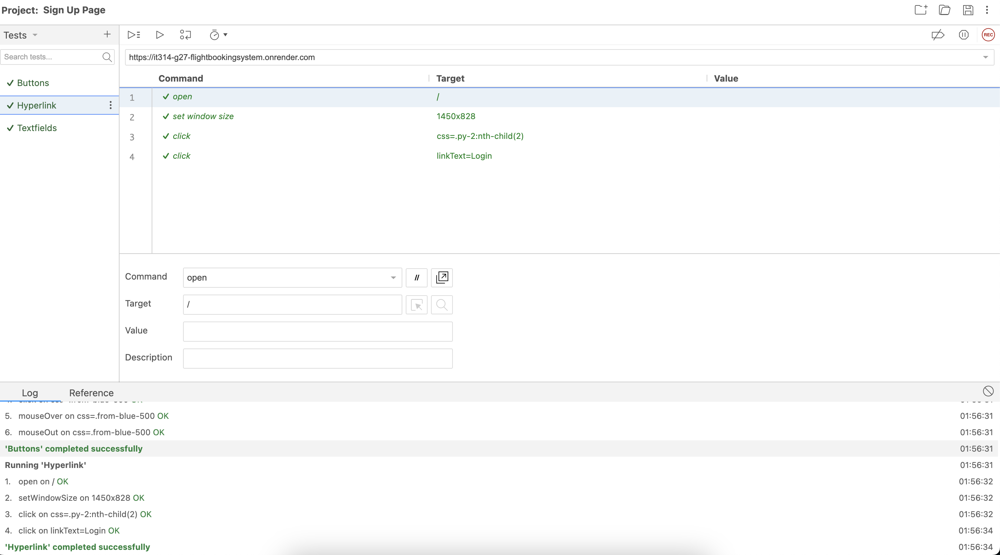 Project: Sign Up Page
Tests
Search tests...
Buttons
Hyperlink
Textfields
REC
https://it314-g27-flightbookingsystem.onrender.com
Command Target Value
1 open /
2 set window size 1450x828
3 click css=.py-2:nth-child(2)
4 click linkText=Login
Command open //
Target /
Value
Description
Log Reference
5. mouseOver on css=.from-blue-500 OK 01:56:31
6. mouseOut on css=.from-blue-500 OK 01:56:31
'Buttons' completed successfully 01:56:31
Running 'Hyperlink' 01:56:31
1. open on / OK 01:56:32
2. setWindowSize on 1450x828 OK 01:56:32
3. click on css=.py-2:nth-child(2) OK 01:56:32
4. click on linkText=Login OK 01:56:34
'Hyperlink' completed successfully 01:56:34